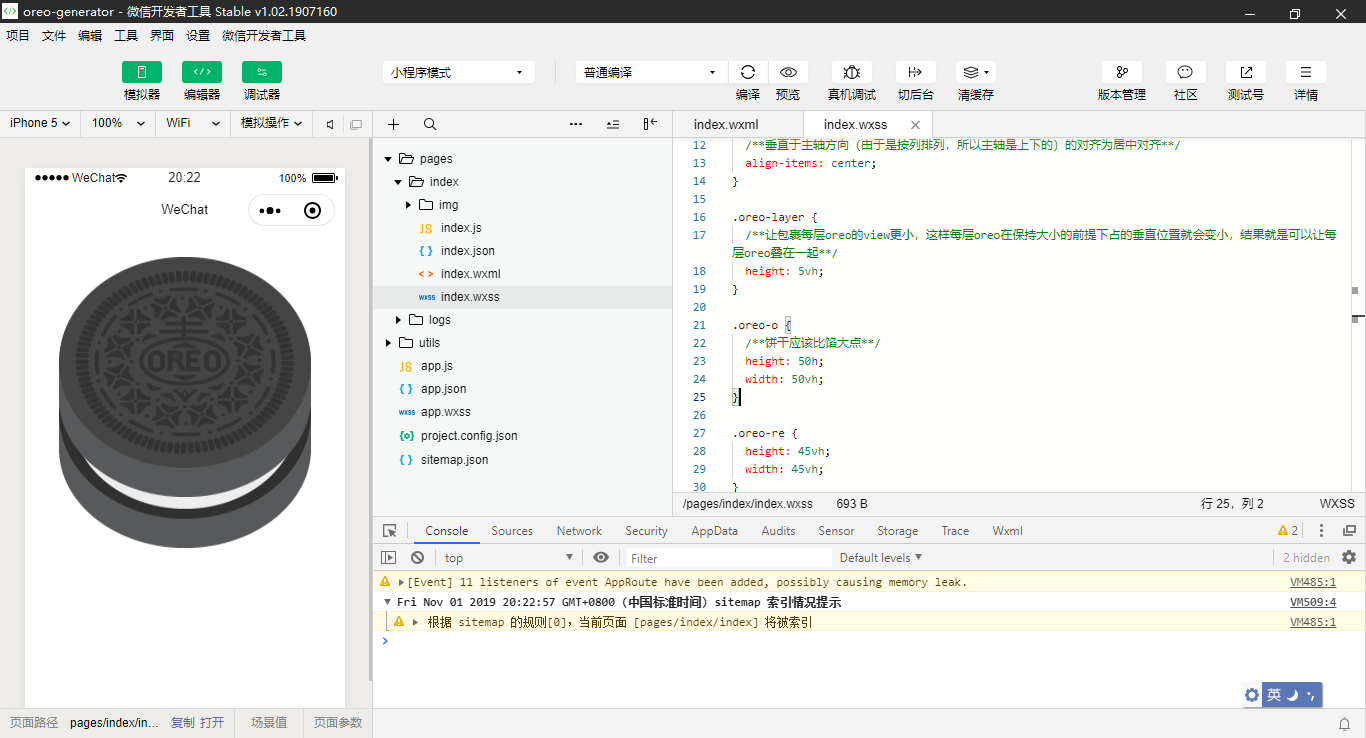 oreo-generator - 微信开发者工具 Stable v1.02.1907160
项目 文件 编辑 工具 界面 设置 微信开发者工具
小程序模式 普通编译
模拟器 编辑器 调试器 编译 预览 真机调试 切后台 清缓存 版本管理 社区 测试号 详情
iPhone 5 100% WiFi 模拟操作
WeChat 20:22 100%
WeChat
OREO
pages
index
img
JS index.js
{ } index.json
< > index.wxml
wxss index.wxss
logs
utils
JS app.js
{ } app.json
wxss app.wxss
{o} project.config.json
{ } sitemap.json
index.wxml index.wxss
12 /**垂直于主轴方向（由于是按列排列，所以主轴是上下的）的对齐为居中对齐**/
13 align-items: center;
14 }
15
16 .oreo-layer {
17 /**让包裹每层oreo的view更小，这样每层oreo在保持大小的前提下占的垂直位置就会变小，结果就是可以让每
层oreo叠在一起**/
18 height: 5vh;
19 }
20
21 .oreo-o {
22 /**饼干应该比馅大点**/
23 height: 50h;
24 width: 50vh;
25 }
26
27 .oreo-re {
28 height: 45vh;
29 width: 45vh;
30 }
/pages/index/index.wxss 693 B 行 25，列 2 WXSS
Console Sources Network Security AppData Audits Sensor Storage Trace Wxml 2
top Filter Default levels 2 hidden
[Event] 11 listeners of event AppRoute have been added, possibly causing memory leak. VM485:1
Fri Nov 01 2019 20:22:57 GMT+0800 (中国标准时间) sitemap 索引情况提示 VM509:4
根据 sitemap 的规则[0]，当前页面 [pages/index/index] 将被索引 VM485:1
英
页面路径 pages/index/in... 复制 打开 场景值 页面参数